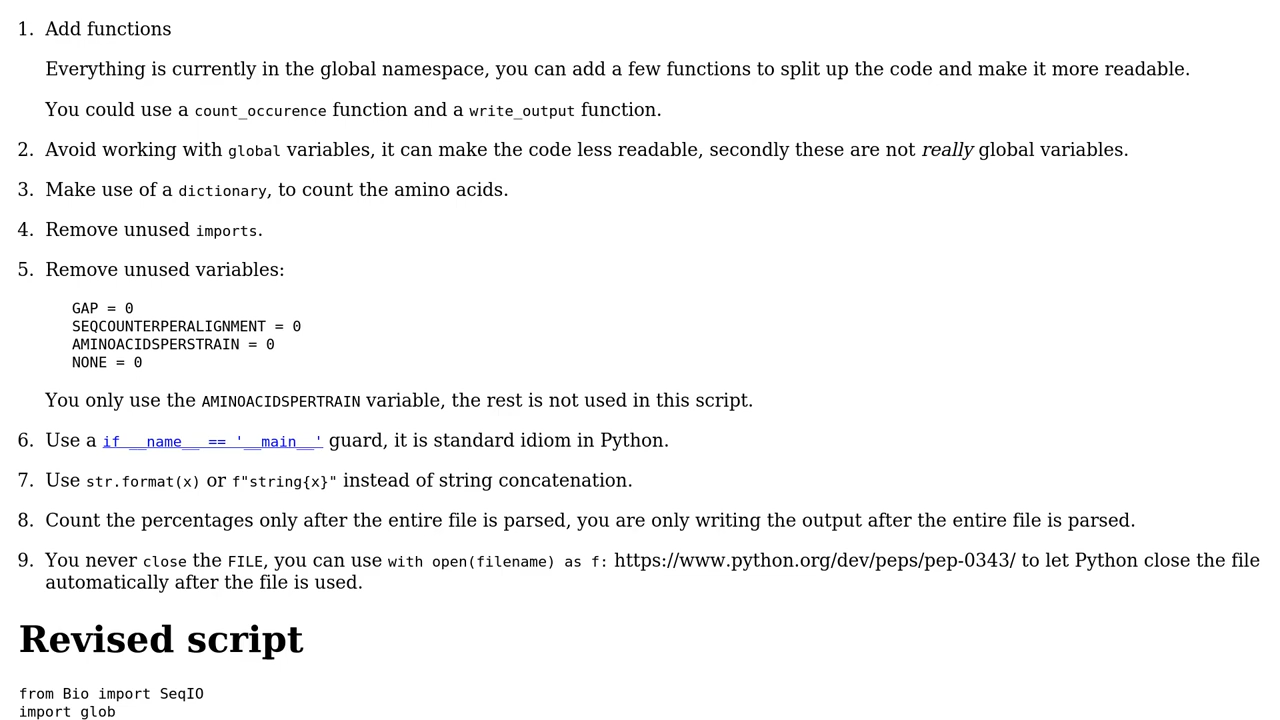 1. Add functions
Everything is currently in the global namespace, you can add a few functions to split up the code and make it more readable.
You could use a count_occurence function and a write_output function.
2. Avoid working with global variables, it can make the code less readable, secondly these are not really global variables.
3. Make use of a dictionary, to count the amino acids.
4. Remove unused imports.
5. Remove unused variables:
GAP = 0
SEQCOUNTERPERALIGNMENT = 0
AMINOACIDSPERSTRAIN = 0
NONE = 0
You only use the AMINOACIDSPERTRAIN variable, the rest is not used in this script.
6. Use a if __name__ == '__main__' guard, it is standard idiom in Python.
7. Use str.format(x) or f"string{x}" instead of string concatenation.
8. Count the percentages only after the entire file is parsed, you are only writing the output after the entire file is parsed.
9. You never close the FILE, you can use with open(filename) as f: https://www.python.org/dev/peps/pep-0343/ to let Python close the file
automatically after the file is used.
Revised script
from Bio import SeqIO
import glob